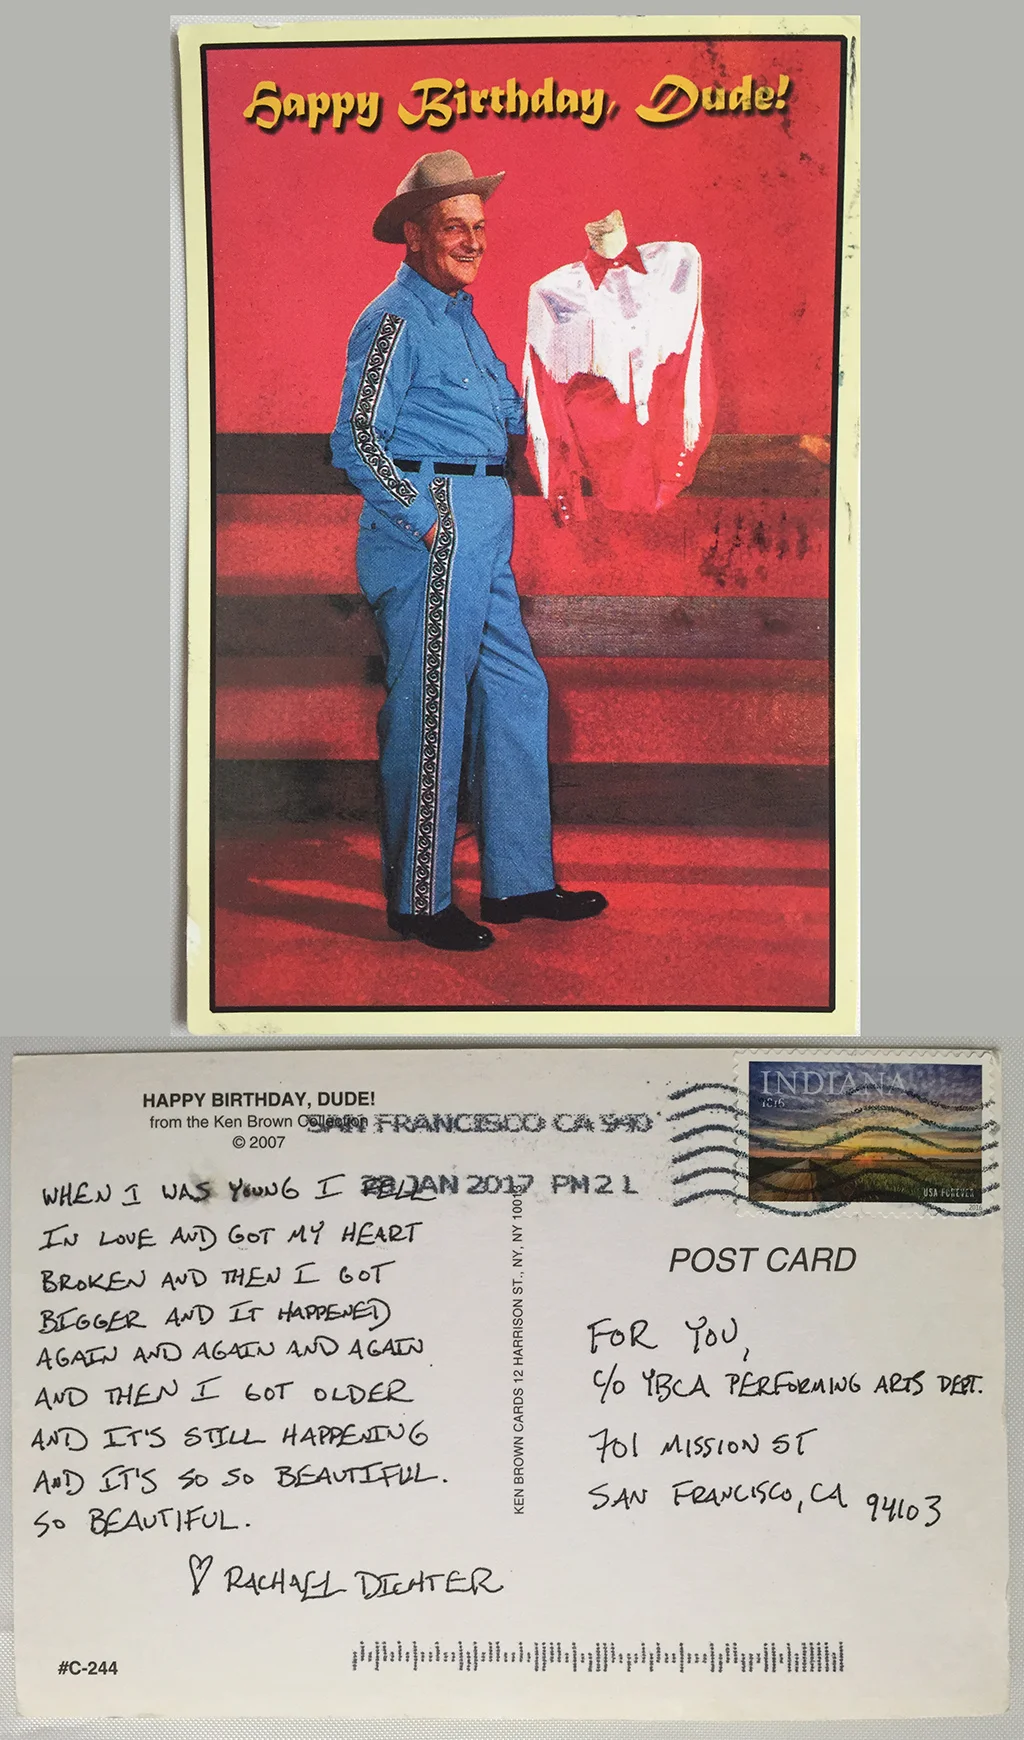 Happy Birthday, Dude!
HAPPY BIRTHDAY, DUDE!
from the Ken Brown Collection
© 2007
SAN FRANCISCO CA 940
28 JAN 2017 PM 2 L
INDIANA
1816
USA FOREVER
2016
WHEN I WAS YOUNG I FELL
IN LOVE AND GOT MY HEART
BROKEN AND THEN I GOT
BIGGER AND IT HAPPENED
AGAIN AND AGAIN AND AGAIN
AND THEN I GOT OLDER
AND IT'S STILL HAPPENING
AND IT'S SO SO BEAUTIFUL.
SO BEAUTIFUL.
♡ RACHAEL DICHTER
#C-244
KEN BROWN CARDS 12 HARRISON ST., NY, NY
POST CARD
FOR YOU,
C/O YBCA PERFORMING ARTS DEPT.
701 MISSION ST
SAN FRANCISCO, CA 94103